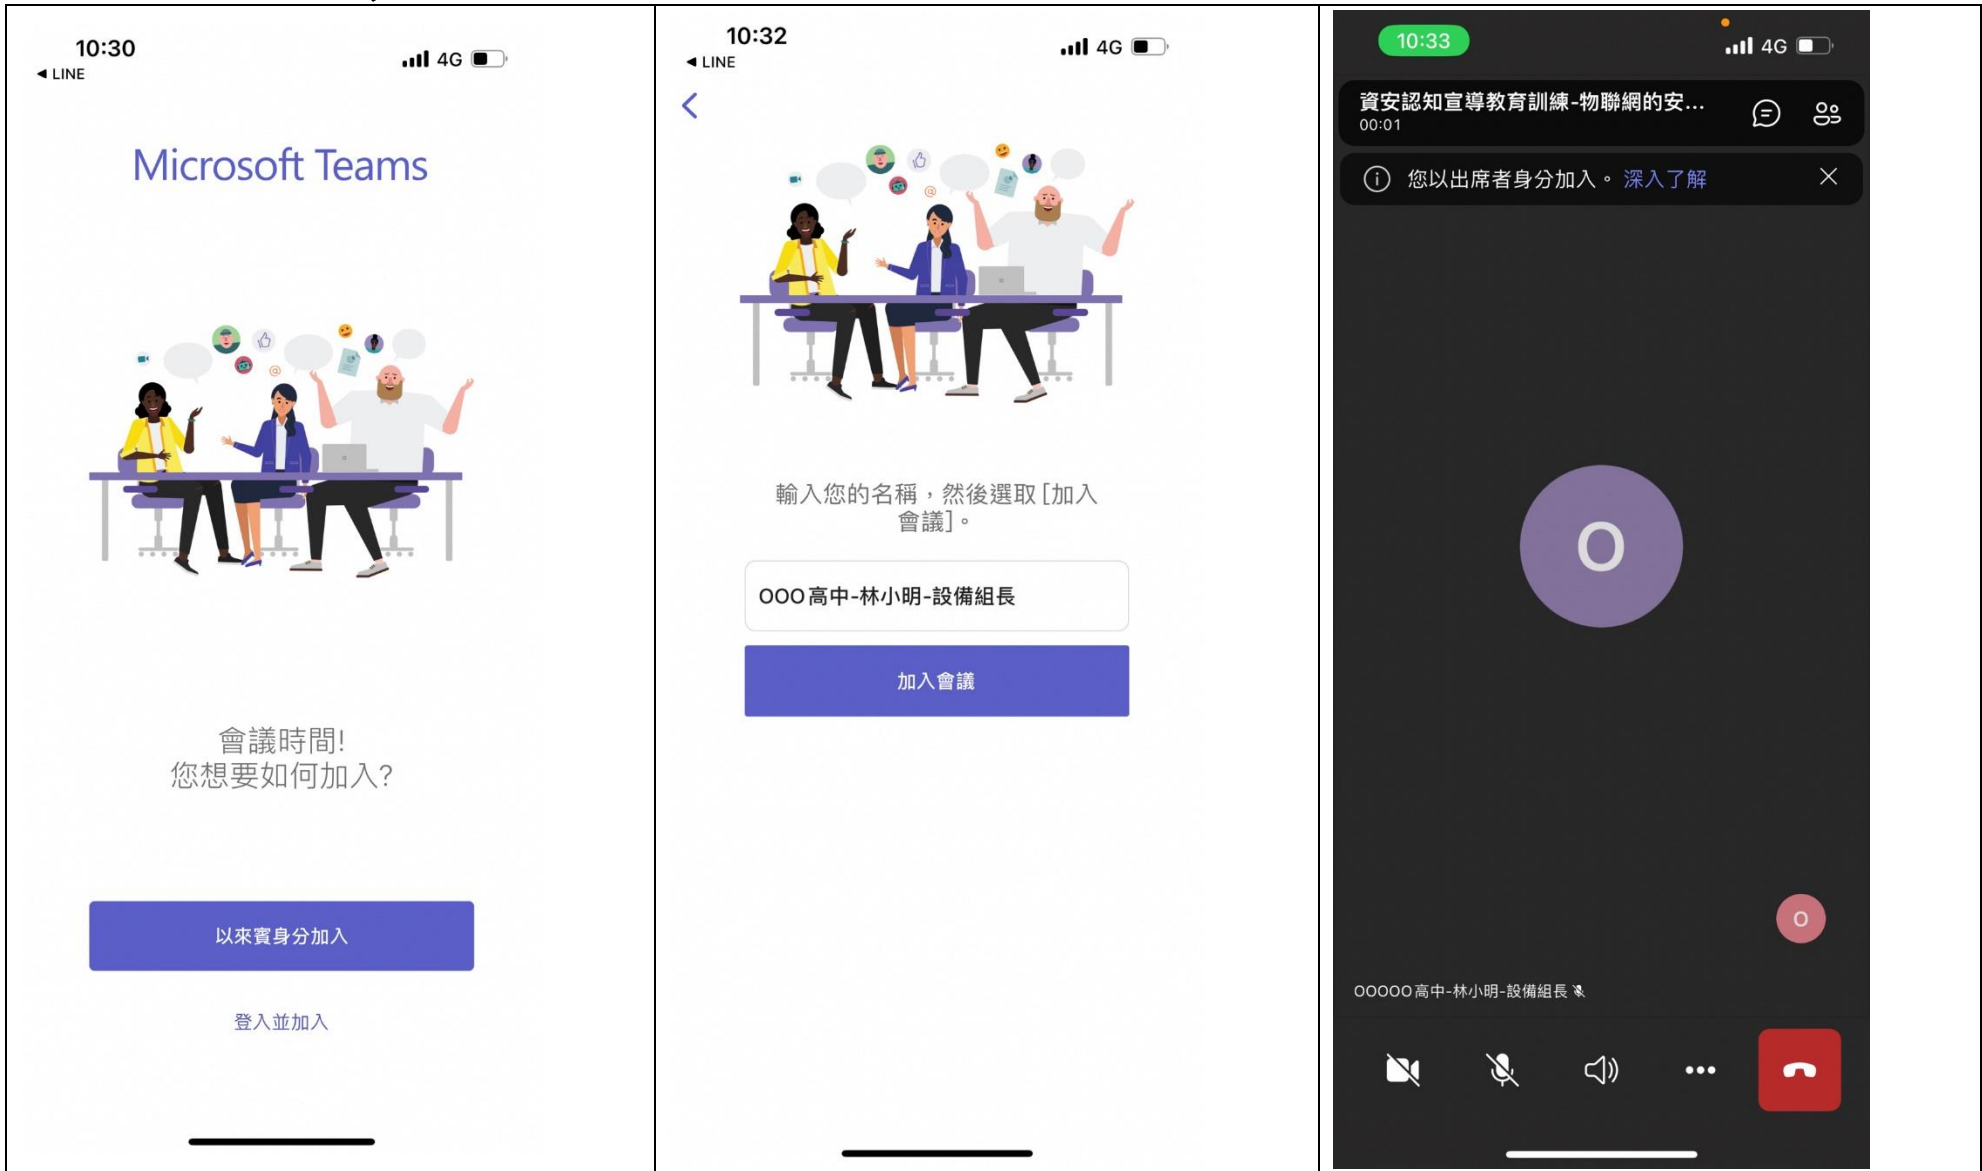 10:30
4G
◄ LINE
Microsoft Teams
@
會議時間!
您想要如何加入?
以來賓身分加入
登入並加入
10:32
4G
◄ LINE
@
輸入您的名稱，然後選取 [加入
會議]。
OOO高中-林小明-設備組長
加入會議
10:33
4G
資安認知宣導教育訓練-物聯網的安...
00:01
您以出席者身分加入。深入了解
O
O
OOOOO高中-林小明-設備組長